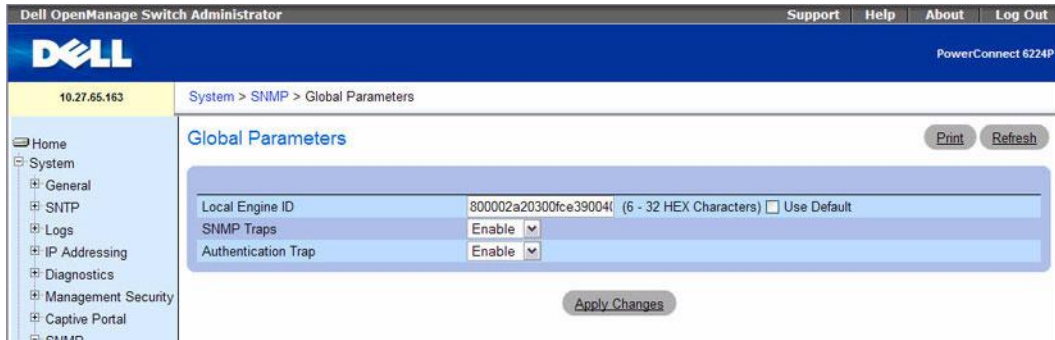 Dell OpenManage Switch Administrator
Support Help About Log Out
DELL
PowerConnect 6224P
10.27.65.163
System > SNMP > Global Parameters
Home
System
General
SNTP
Logs
IP Addressing
Diagnostics
Management Security
Captive Portal
SNMP
Global Parameters
Print Refresh
Local Engine ID 800002a20300fce390040 (6 - 32 HEX Characters) Use Default
SNMP Traps Enable
Authentication Trap Enable
Apply Changes